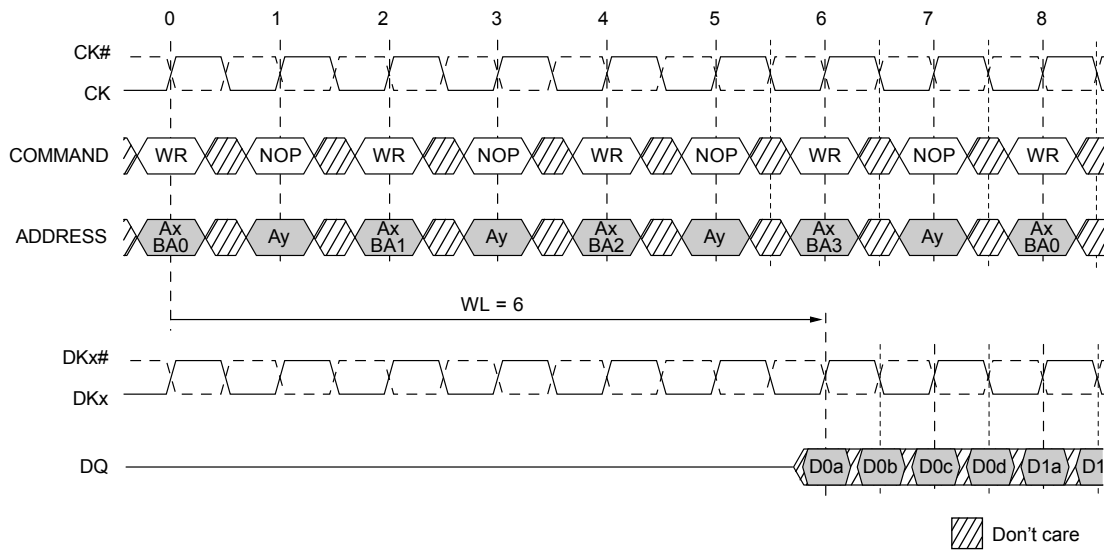 0 1 2 3 4 5 6 7 8
CK#
CK
COMMAND WR NOP WR NOP WR NOP WR NOP WR
ADDRESS Ax BA0 Ay Ax BA1 Ay Ax BA2 Ay Ax BA3 Ay Ax BA0
WL = 6
DKx#
DKx
DQ D0a D0b D0c D0d D1a D1
Don't care